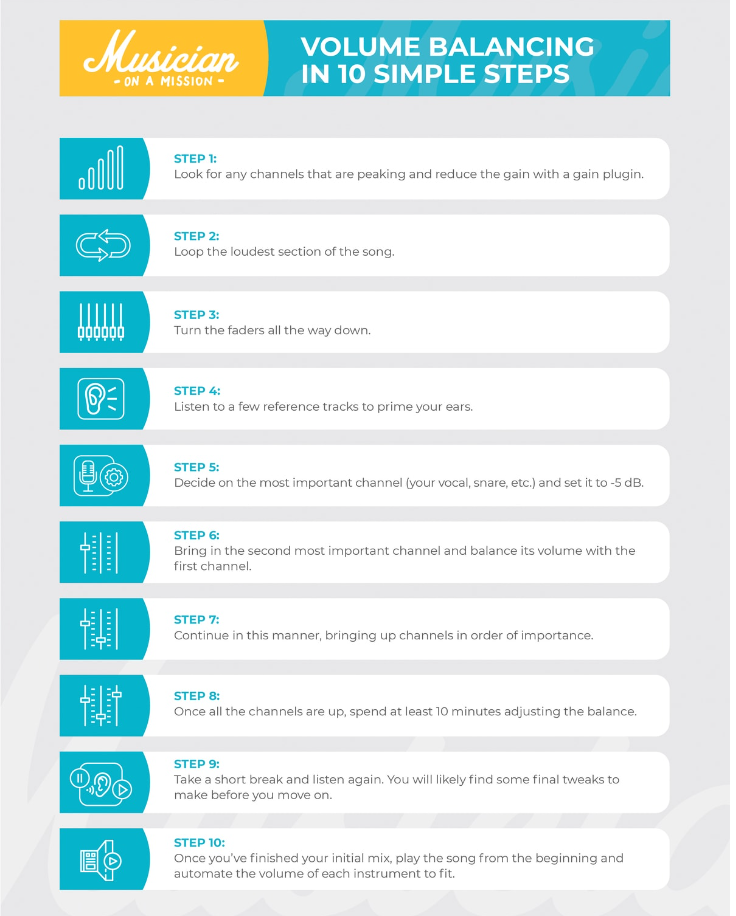 Musician
- ON A MISSION -
VOLUME BALANCING
IN 10 SIMPLE STEPS
STEP 1:
Look for any channels that are peaking and reduce the gain with a gain plugin.
STEP 2:
Loop the loudest section of the song.
STEP 3:
Turn the faders all the way down.
STEP 4:
Listen to a few reference tracks to prime your ears.
STEP 5:
Decide on the most important channel (your vocal, snare, etc.) and set it to -5 dB.
STEP 6:
Bring in the second most important channel and balance its volume with the
first channel.
STEP 7:
Continue in this manner, bringing up channels in order of importance.
STEP 8:
Once all the channels are up, spend at least 10 minutes adjusting the balance.
STEP 9:
Take a short break and listen again. You will likely find some final tweaks to
make before you move on.
STEP 10:
Once you've finished your initial mix, play the song from the beginning and
automate the volume of each instrument to fit.